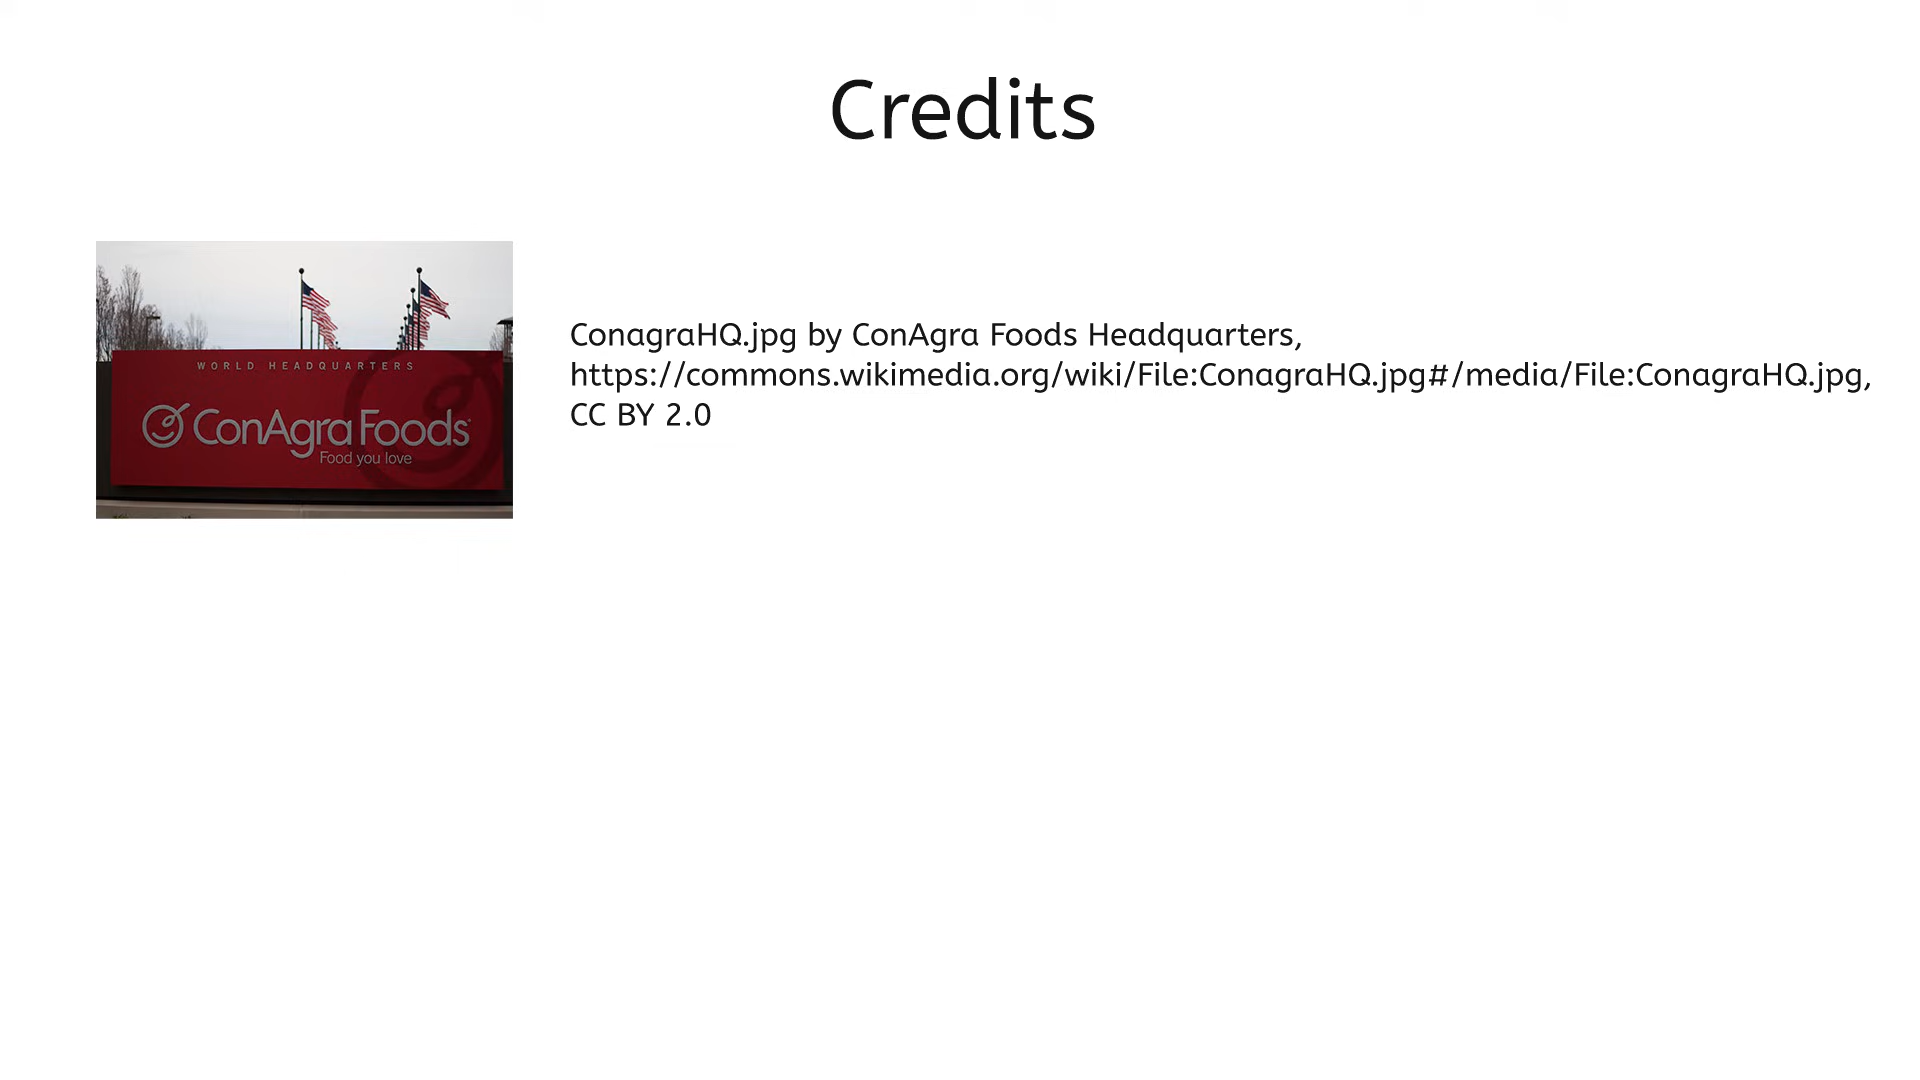 Credits
WORLD HEADQUARTERS
ConAgra Foods
Food you love
ConagraHQ.jpg by ConAgra Foods Headquarters,
https://commons.wikimedia.org/wiki/File:ConagraHQ.jpg#/media/File:ConagraHQ.jpg,
CC BY 2.0